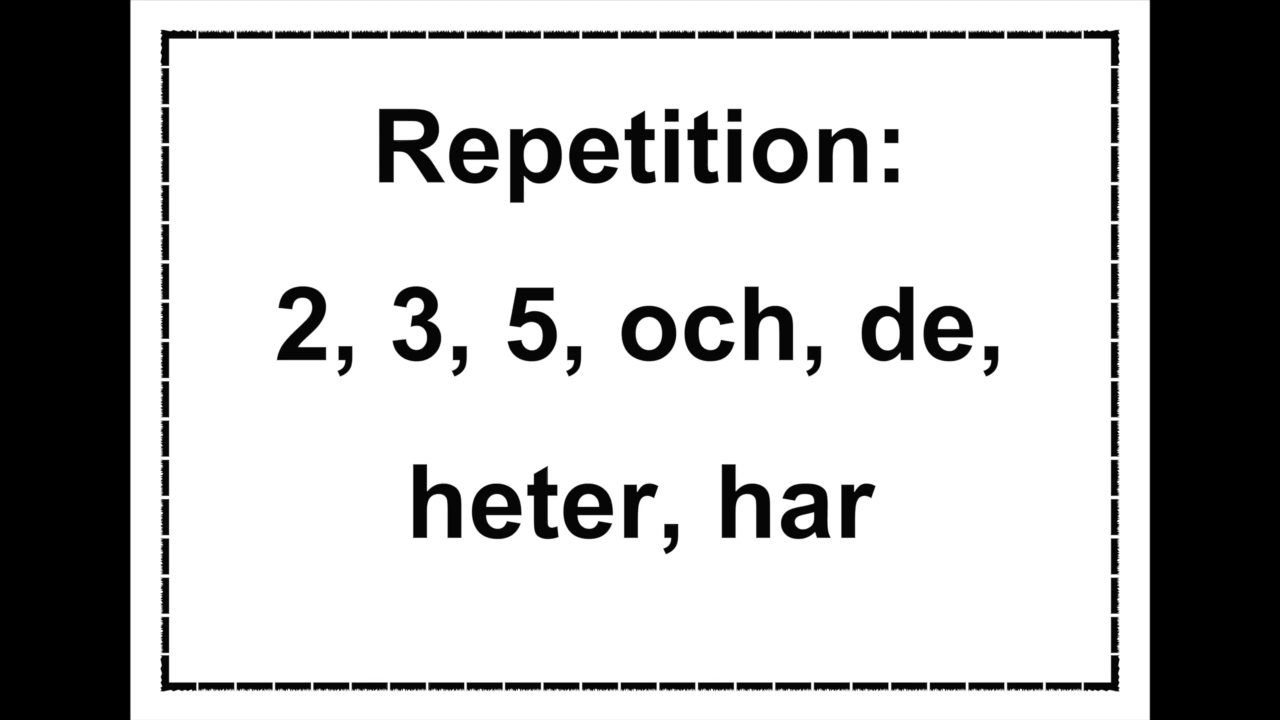 Repetition:
2, 3, 5, och, de,
heter, har